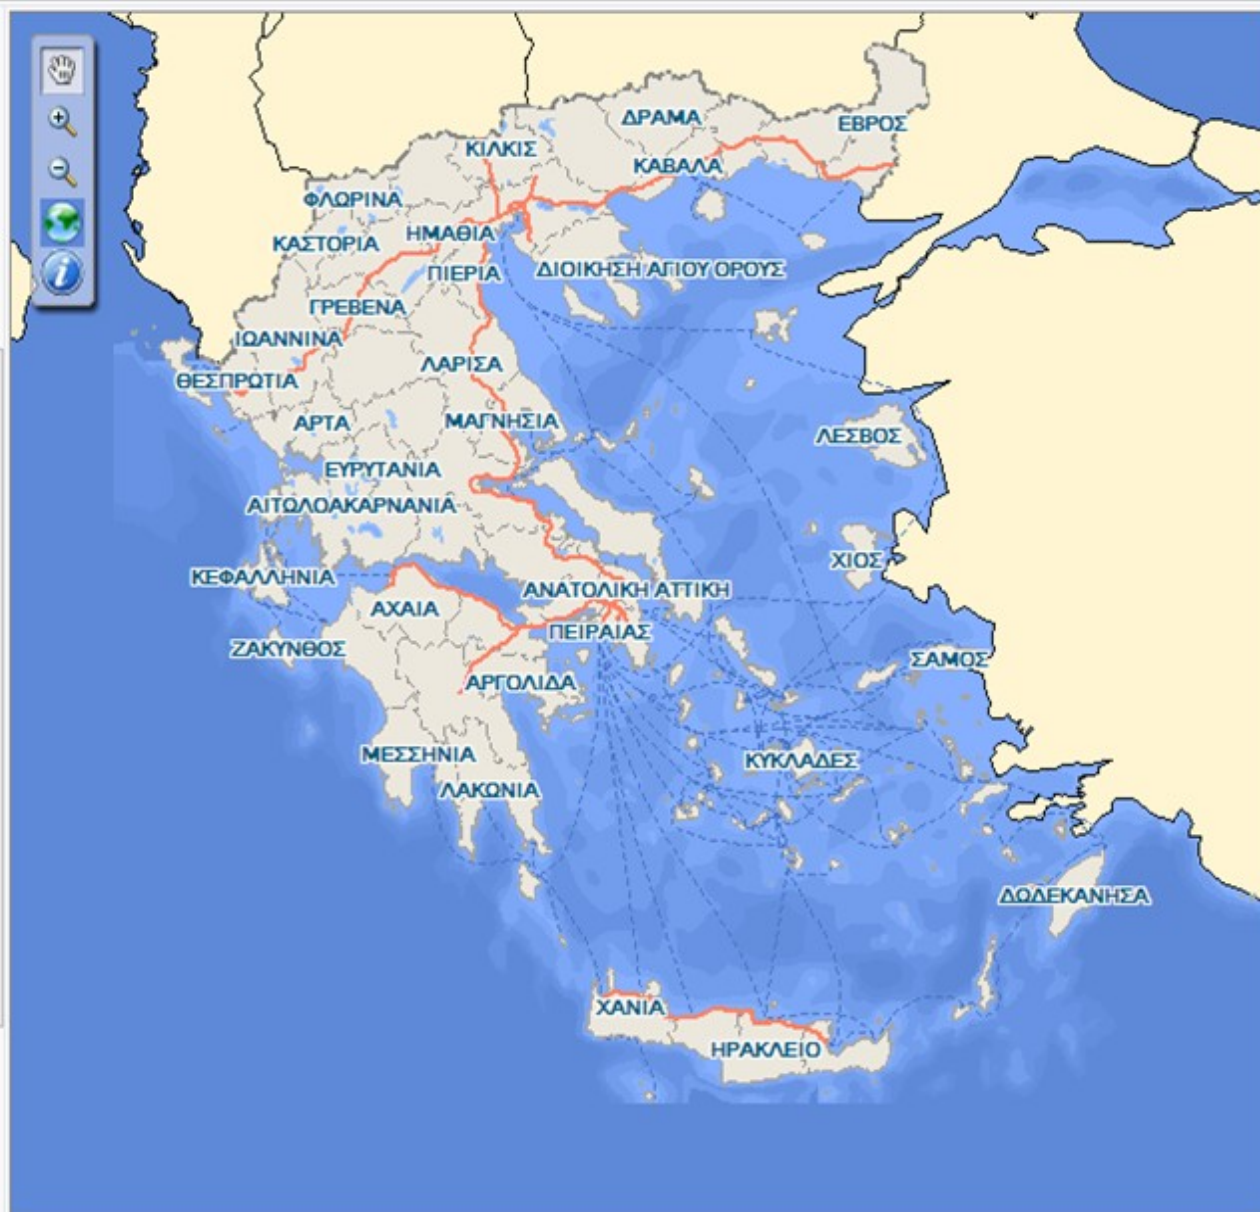 ΔΡΑΜΑ
ΕΒΡΟΣ
ΚΙΛΚΙΣ
ΚΑΒΑΛΑ
ΦΛΩΡΙΝΑ
ΗΜΑΘΙΑ
ΚΑΣΤΟΡΙΑ
ΠΙΕΡΙΑ
ΔΙΟΙΚΗΣΗ ΑΓΙΟΥ ΟΡΟΥΣ
ΓΡΕΒΕΝΑ
ΙΩΑΝΝΙΝΑ
ΛΑΡΙΣΑ
ΘΕΣΠΡΩΤΙΑ
ΑΡΤΑ
ΜΑΓΝΗΣΙΑ
ΛΕΣΒΟΣ
ΕΥΡΥΤΑΝΙΑ
ΑΙΤΩΛΟΑΚΑΡΝΑΝΙΑ
ΧΙΟΣ
ΚΕΦΑΛΛΗΝΙΑ
ΑΝΑΤΟΛΙΚΗ ΑΤΤΙΚΗ
ΑΧΑΙΑ
ΠΕΙΡΑΙΑΣ
ΖΑΚΥΝΘΟΣ
ΣΑΜΟΣ
ΑΡΓΟΛΙΔΑ
ΜΕΣΣΗΝΙΑ
ΚΥΚΛΑΔΕΣ
ΛΑΚΩΝΙΑ
ΔΩΔΕΚΑΝΗΣΑ
ΧΑΝΙΑ
ΗΡΑΚΛΕΙΟ